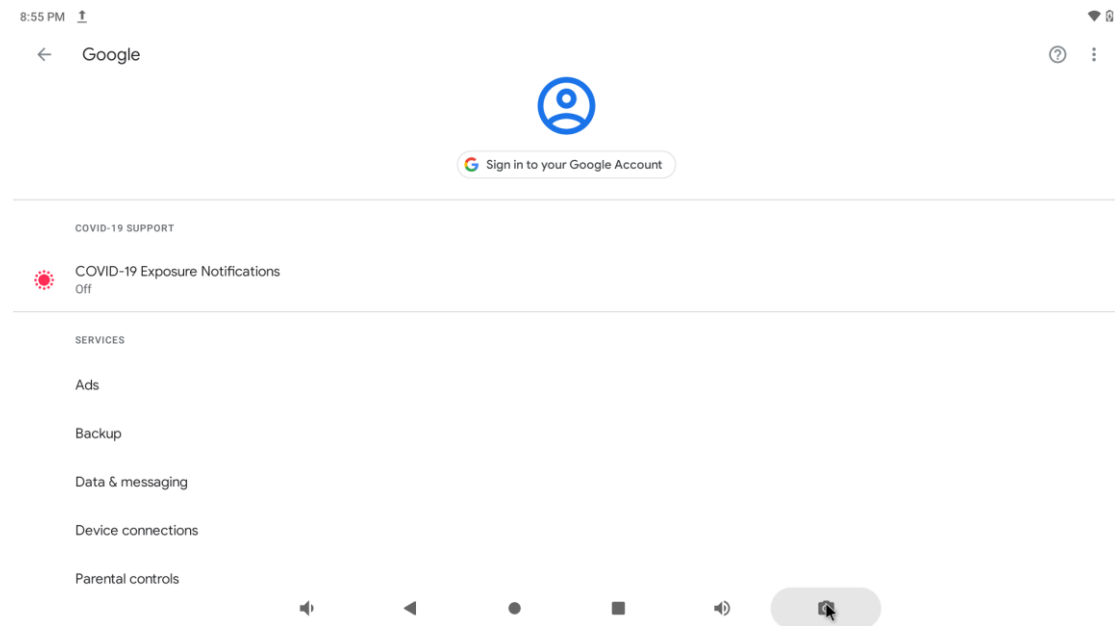 8:55 PM
Google
Sign in to your Google Account
COVID-19 SUPPORT
COVID-19 Exposure Notifications
Off
SERVICES
Ads
Backup
Data & messaging
Device connections
Parental controls